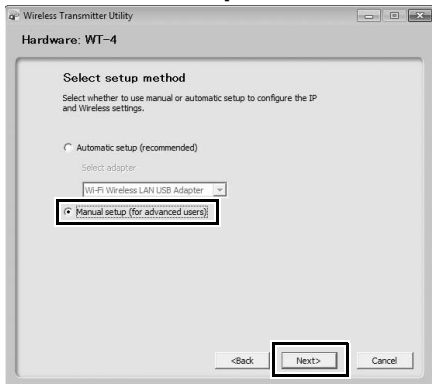 Wireless Transmitter Utility
Hardware: WT-4
Select setup method
Select whether to use manual or automatic setup to configure the IP
and Wireless settings.
Automatic setup (recommended)
Select adapter
Wi-Fi Wireless LAN USB Adapter
Manual setup (for advanced users)
<Back
Next>
Cancel